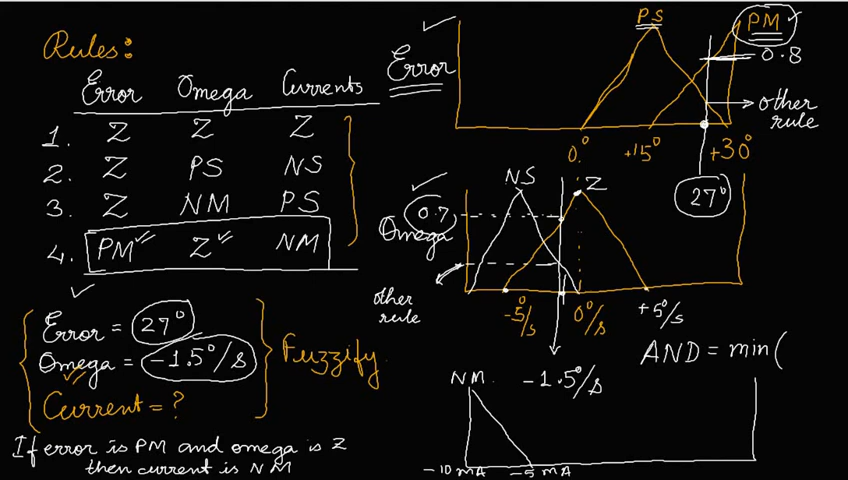 Rules:
Error Omega Currents
1. Z Z Z
2. Z PS NS
3. Z NM PS
4. PM Z NM
Error = 27°
Omega = -1.5°/s
Current = ?
Fuzzify
If error is PM and omega is Z
then current is NM
Error
PS
PM
0.8
other
rule
0° +15° +30°
27°
Omega
0.7
NS
Z
other
rule
-5°/s 0°/s +5°/s
-1.5°/s
AND = min(
NM
-10 mA -5 mA